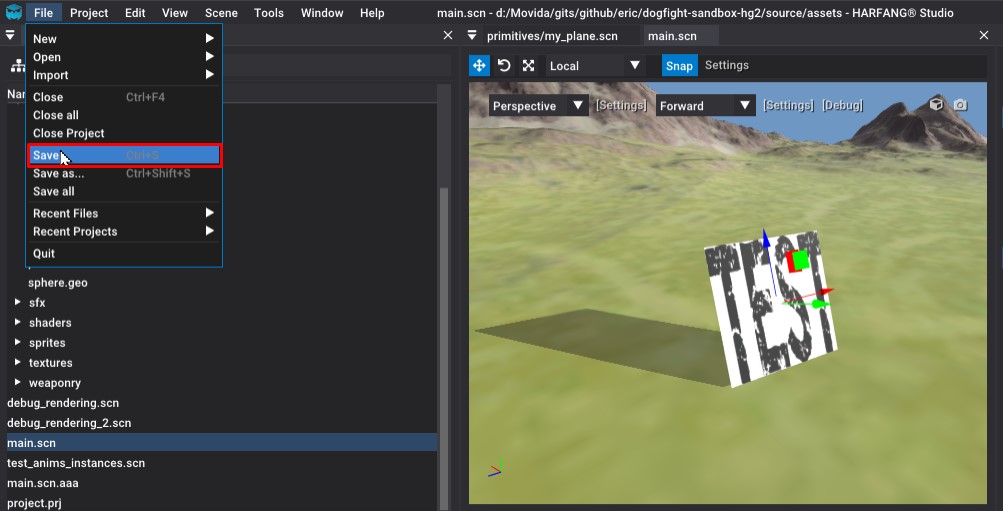 File Project Edit View Scene Tools Window Help main.scn - d:/Movida/gits/github/eric/dogfight-sandbox-hg2/source/assets - HARFANG® Studio
New
Open
Import
Close Ctrl+F4
Close all
Close Project
Save Ctrl+S
Save as... Ctrl+Shift+S
Save all
Recent Files
Recent Projects
Quit
sphere.geo
sfx
shaders
sprites
textures
weaponry
debug_rendering.scn
debug_rendering_2.scn
main.scn
test_anims_instances.scn
main.scn.aaa
project.prj
primitives/my_plane.scn main.scn
Local Snap Settings
Perspective [Settings] Forward [Settings] [Debug]
TEST